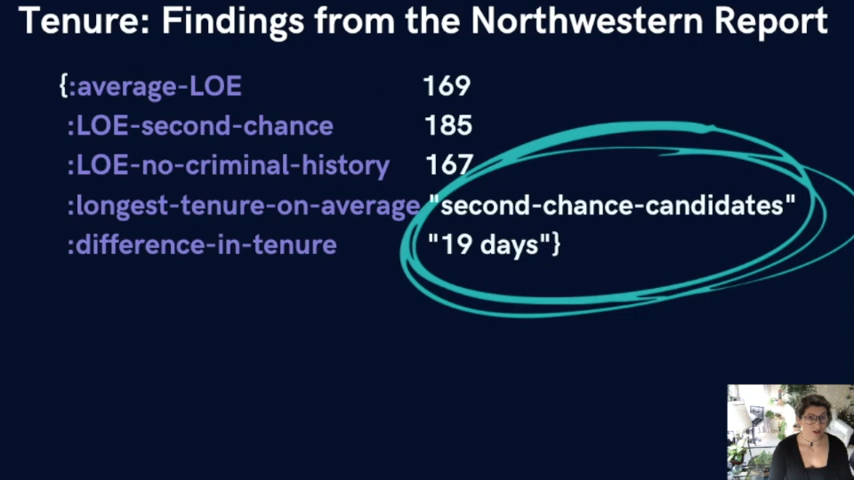 Tenure: Findings from the Northwestern Report
{:average-LOE 169
:LOE-second-chance 185
:LOE-no-criminal-history 167
:longest-tenure-on-average "second-chance-candidates"
:difference-in-tenure "19 days"}